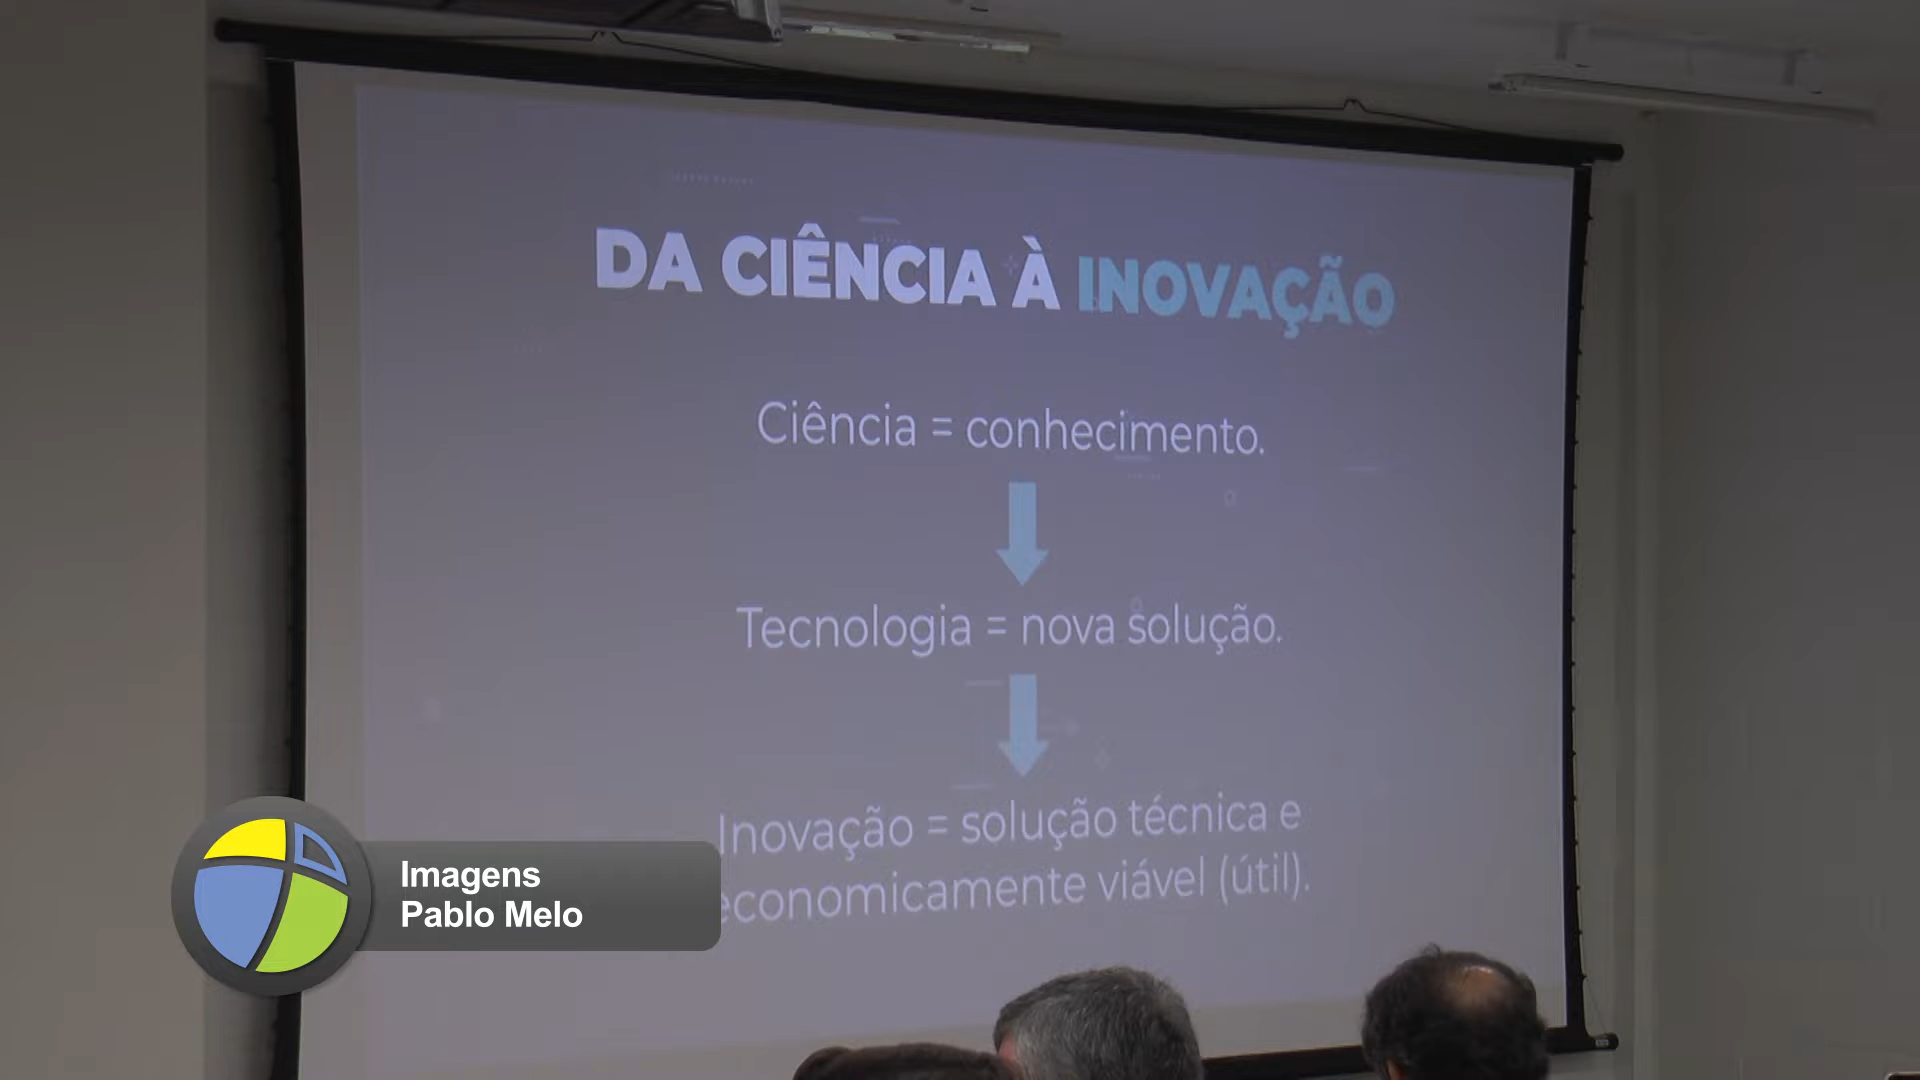 DA CIÊNCIA À INOVAÇÃO
Ciência = conhecimento.
Tecnologia = nova solução.
Inovação = solução técnica e
economicamente viável (útil).
Imagens
Pablo Melo